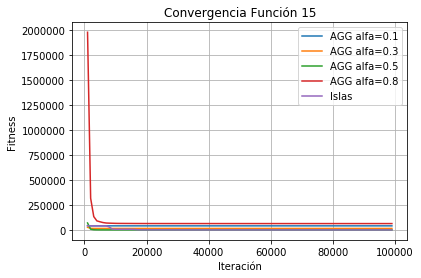 Convergencia Función 15
AGG alfa=0.1
AGG alfa=0.3
AGG alfa=0.5
AGG alfa=0.8
Islas
2000000
1750000
1500000
1250000
1000000
750000
500000
250000
0
Fitness
0 20000 40000 60000 80000 100000
Iteración